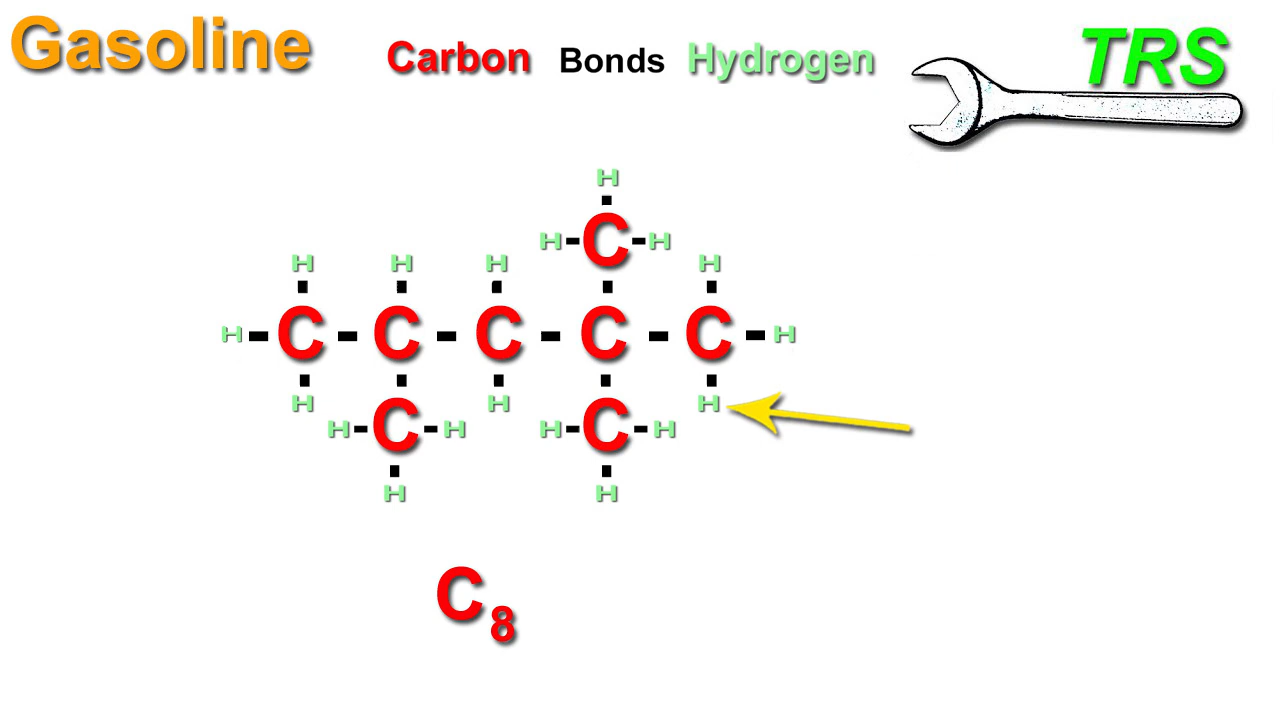 Gasoline
Carbon Bonds Hydrogen
TRS
H
H C H
H H H H
H C C C C C H
H H H
H C H H C H
H H
C8